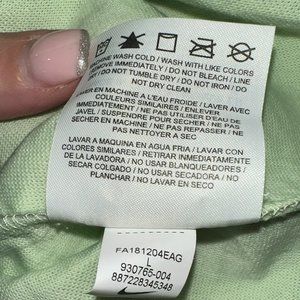 MACHINE WASH COLD / WASH WITH LIKE COLORS
REMOVE IMMEDIATELY / DO NOT BLEACH / LINE
DRY / DO NOT TUMBLE DRY / DO NOT IRON / DO
NOT DRY CLEAN
LAVER EN MACHINE A L'EAU FROIDE / LAVER AVEC
COULEURS SIMILAIRES / ENLEVER
IMMEDIATEMENT / NE PAS UTILISER D'EAU DE
JAVEL / SUSPENDRE POUR SECHER / NE PAS
SECHER EN MACHINE / NE PAS REPASSER / NE
PAS NETTOYER A SEC
LAVAR A MAQUINA EN AGUA FRIA / LAVAR CON
COLORES SIMILARES / RETIRAR INMEDIATAMENTE
DE LA LAVADORA / NO USAR BLANQUEADORES /
SECAR COLGADO / NO USAR SECADORA / NO
PLANCHAR / NO LAVAR EN SECO
FA181204EAG
L
930765-004
887228345348